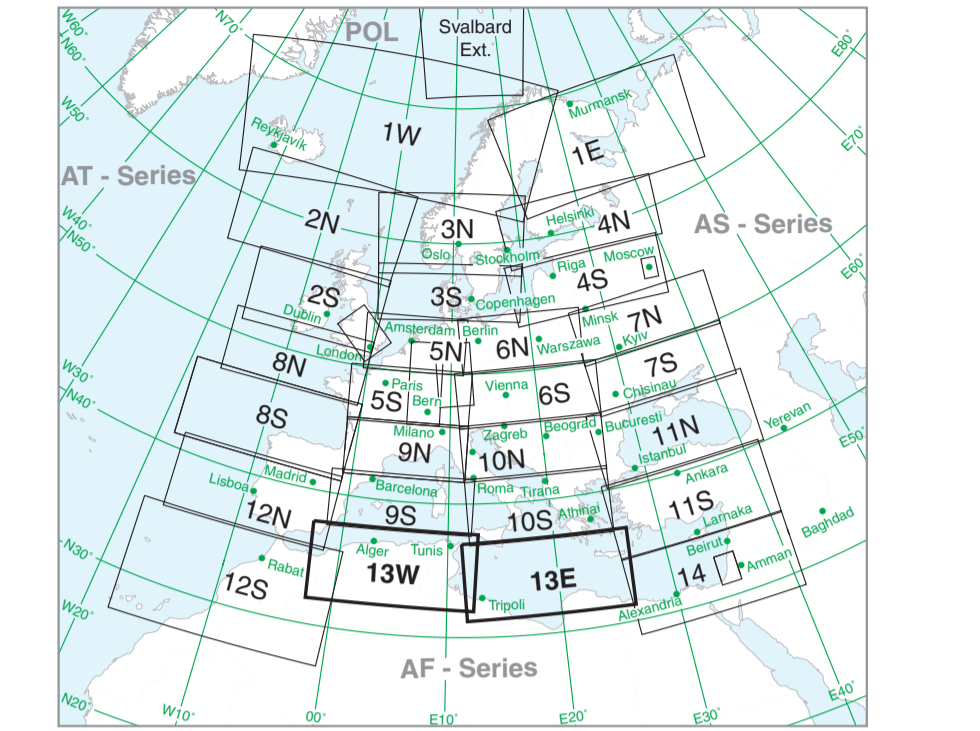 W60°
N70°
POL
Svalbard
Ext.
E80°
N60°
W50°
Murmansk
Reykjavik
1W
1E
E70°
AT - Series
W40°
N50°
2N
3N
Helsinki
4N
AS - Series
Oslo
Stockholm
Riga
Moscow
E60°
2S
3S
4S
Copenhagen
Dublin
Amsterdam
Berlin
Minsk
7N
London
5N
6N
Warszawa
Kyiv
8N
W30°
N40°
Paris
Vienna
7S
5S
Bern
6S
Chisinau
8S
Milano
Zagreb
Beograd
Bucuresti
11N
Yerevan
E50°
9N
10N
Istanbul
Madrid
Lisboa
Barcelona
Roma
Tirana
Ankara
12N
9S
10S
Athinai
11S
Larnaka
Baghdad
N30°
Alger
Tunis
Beirut
Rabat
13W
13E
14
Amman
12S
W20°
Tripoli
Alexandria
AF - Series
N20°
W10°
00°
E10°
E20°
E30°
E40°